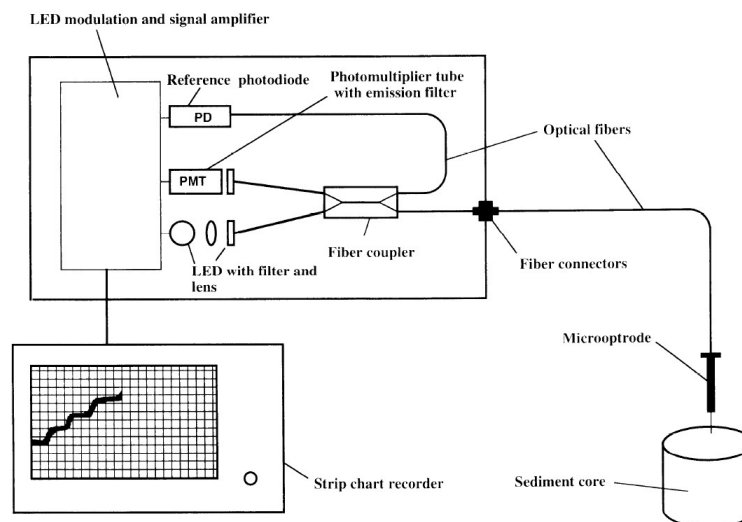 LED modulation and signal amplifier
Reference photodiode
Photomultiplier tube
with emission filter
PD
Optical fibers
PMT
Fiber coupler
LED with filter and
lens
Fiber connectors
Microoptrode
Strip chart recorder
Sediment core